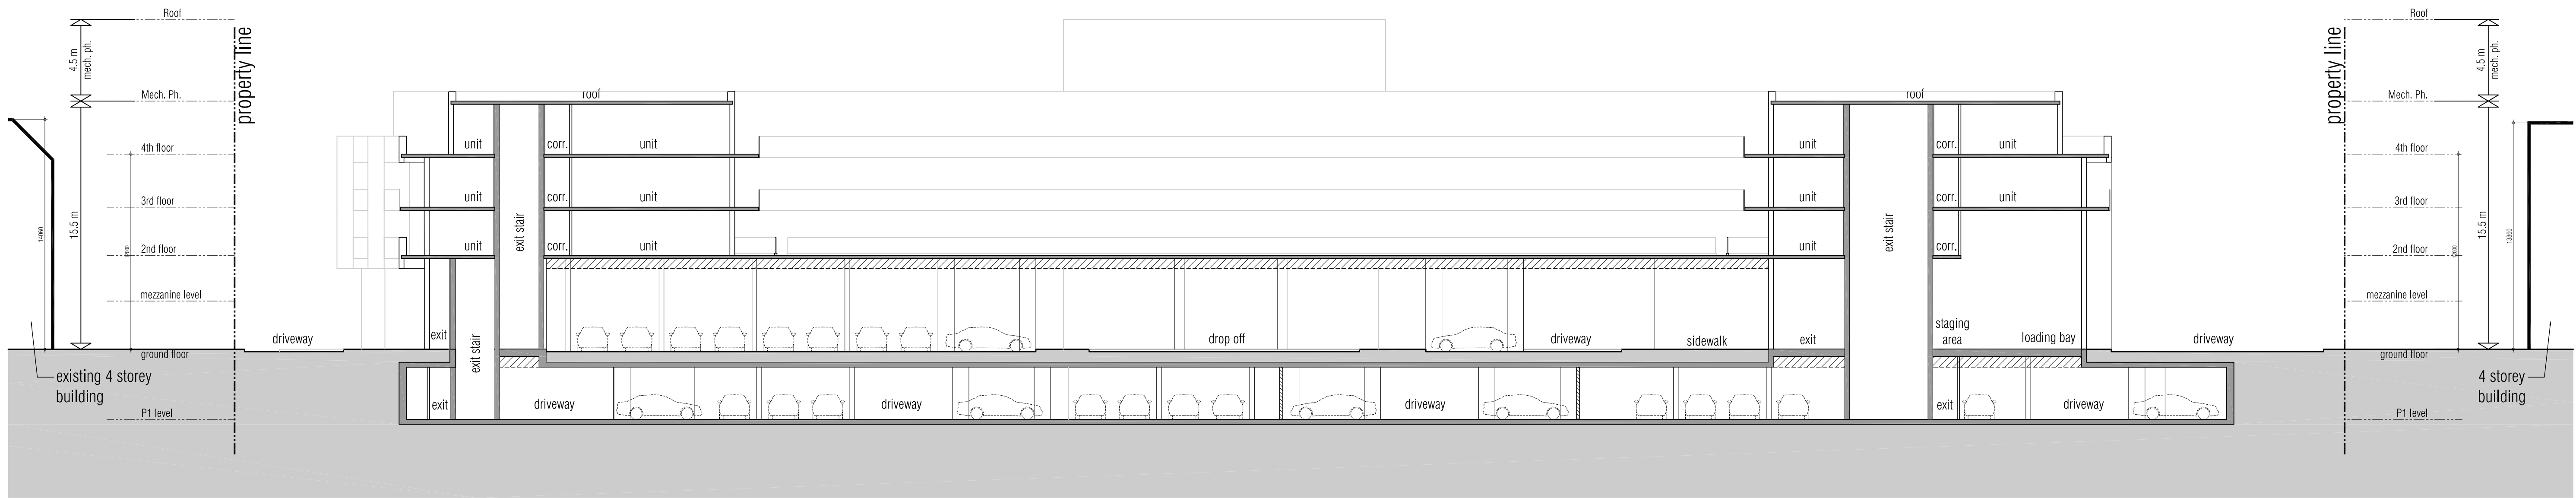 Roof
4.5 m
mech. ph.
property line
Mech. Ph.
4th floor
3rd floor
15.5 m
14060
12000
2nd floor
mezzanine level
ground floor
existing 4 storey
building
P1 level
driveway
roof
unit
corr.
unit
unit
corr.
unit
unit
corr.
unit
exit stair
exit
exit stair
exit
drop off
driveway
sidewalk
driveway
driveway
driveway
roof
unit
corr.
unit
unit
corr.
unit
unit
corr.
exit stair
exit
staging
area
loading bay
exit
driveway
driveway
property line
Roof
4.5 m
mech. ph.
Mech. Ph.
4th floor
3rd floor
15.5 m
13860
12000
2nd floor
mezzanine level
ground floor
4 storey
building
P1 level